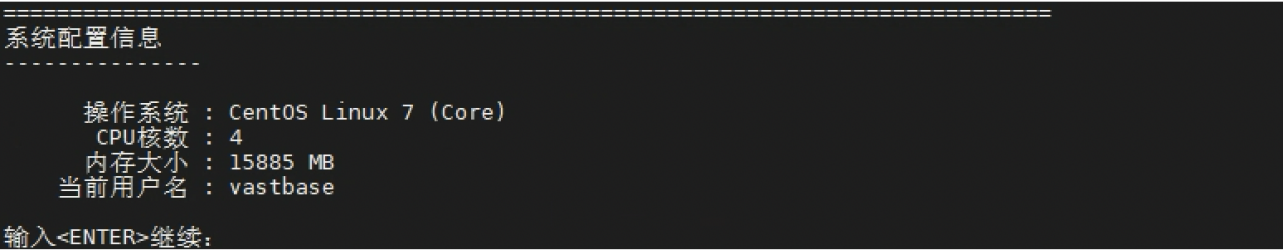 ================================================================================
系统配置信息
---------------
操作系统 : CentOS Linux 7 (Core)
CPU核数 : 4
内存大小 : 15885 MB
当前用户名 : vastbase
输入<ENTER>继续: